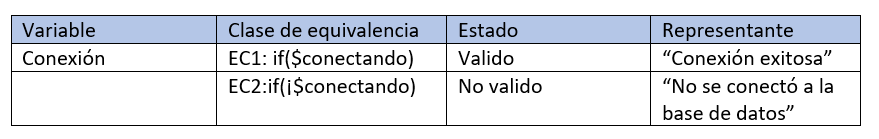 Variable Clase de equivalencia Estado Representante
Conexión EC1: if($conectando) Valido “Conexión exitosa”
EC2:if(¡$conectando) No valido “No se conectó a la
base de datos”